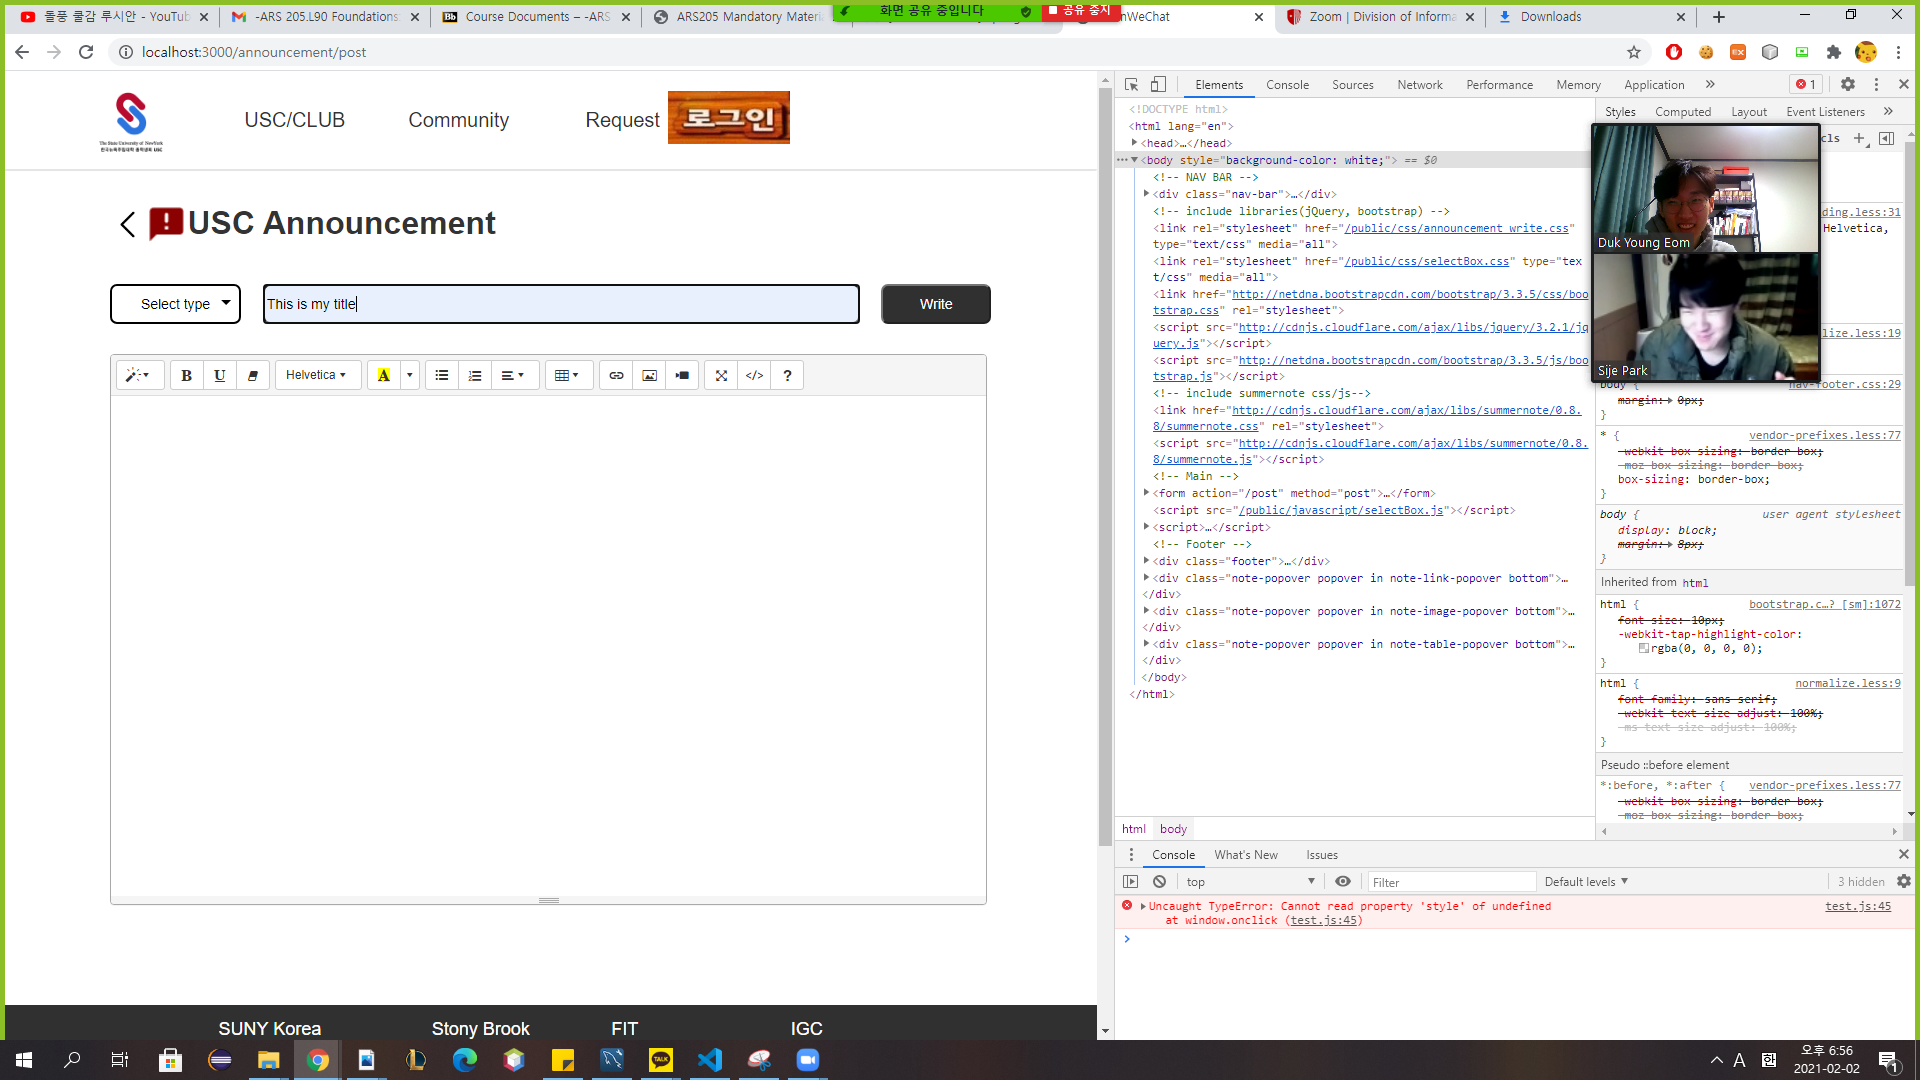 돌풍 쿨감 루시안 - YouTub
-ARS 205.L90 Foundations
Course Documents – -ARS
ARS205 Mandatory Materi
화면 공유 중입니다
공유 중지
nWeChat
Zoom | Division of Informa
Downloads
localhost:3000/announcement/post
USC/CLUB
Community
Request
로그인
The State University of NewYork
USC Announcement
Select type
This is my title
Write
B
U
Helvetica
A
</>
?
SUNY Korea
Stony Brook
FIT
IGC
Elements
Console
Sources
Network
Performance
Memory
Application
1
<!DOCTYPE html>
<html lang="en">
<head>…</head>
<body style="background-color: white;"> == $0
<!-- NAV BAR -->
<div class="nav-bar">…</div>
<!-- include libraries(jQuery, bootstrap) -->
<link rel="stylesheet" href="/public/css/announcement write.css"
type="text/css" media="all">
<link rel="stylesheet" href="/public/css/selectBox.css" type="tex
t/css" media="all">
<link href="http://netdna.bootstrapcdn.com/bootstrap/3.3.5/css/boo
tstrap.css" rel="stylesheet">
<script src="http://cdnjs.cloudflare.com/ajax/libs/jquery/3.2.1/jq
uery.js"></script>
<script src="http://netdna.bootstrapcdn.com/bootstrap/3.3.5/js/boo
tstrap.js"></script>
<!-- include summernote css/js-->
<link href="http://cdnjs.cloudflare.com/ajax/libs/summernote/0.8.
8/summernote.css" rel="stylesheet">
<script src="http://cdnjs.cloudflare.com/ajax/libs/summernote/0.8.
8/summernote.js"></script>
<!-- Main -->
<form action="/post" method="post">…</form>
<script src="/public/javascript/selectBox.js"></script>
<script>…</script>
<!-- Footer -->
<div class="footer">…</div>
<div class="note-popover popover in note-link-popover bottom">…
</div>
<div class="note-popover popover in note-image-popover bottom">…
</div>
<div class="note-popover popover in note-table-popover bottom">…
</div>
</body>
</html>
html
body
Styles
Computed
Layout
Event Listeners
cls
Duk Young Eom
Sije Park
ding.less:31
Helvetica,
lize.less:19
body {
nav-footer.css:29
margin: 0px;
}
* {
vendor-prefixes.less:77
-webkit-box-sizing: border-box;
-moz-box-sizing: border-box;
box-sizing: border-box;
}
body {
user agent stylesheet
display: block;
margin: 8px;
}
Inherited from html
html {
bootstrap.c…? [sm]:1072
font-size: 10px;
-webkit-tap-highlight-color:
rgba(0, 0, 0, 0);
}
html {
normalize.less:9
font-family: sans-serif;
-webkit-text-size-adjust: 100%;
-ms-text-size-adjust: 100%;
}
Pseudo ::before element
*:before, *:after {
vendor-prefixes.less:77
-webkit-box-sizing: border-box;
-moz-box-sizing: border-box;
Console
What's New
Issues
top
Filter
Default levels
3 hidden
Uncaught TypeError: Cannot read property 'style' of undefined
at window.onclick (test.js:45)
test.js:45
A
한
오후 6:56
2021-02-02
1